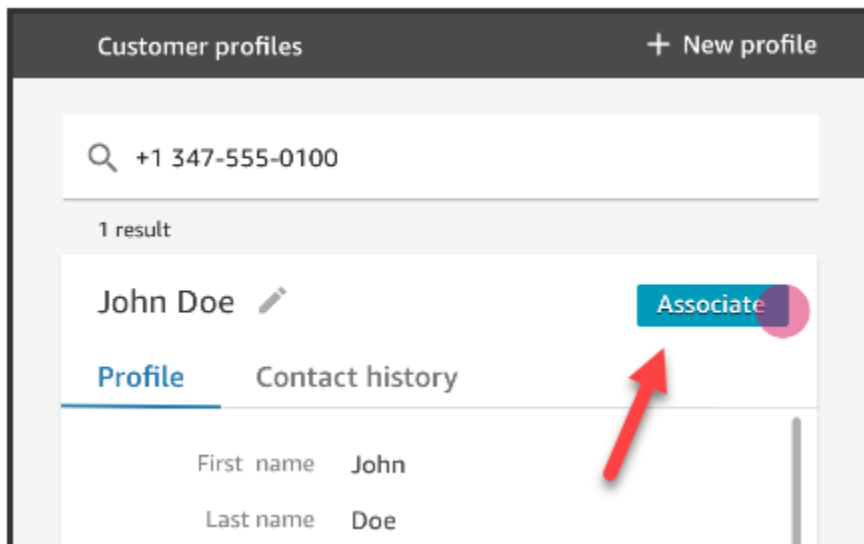 Customer profiles + New profile
+1 347-555-0100
1 result
John Doe Associate
Profile Contact history
First name John
Last name Doe